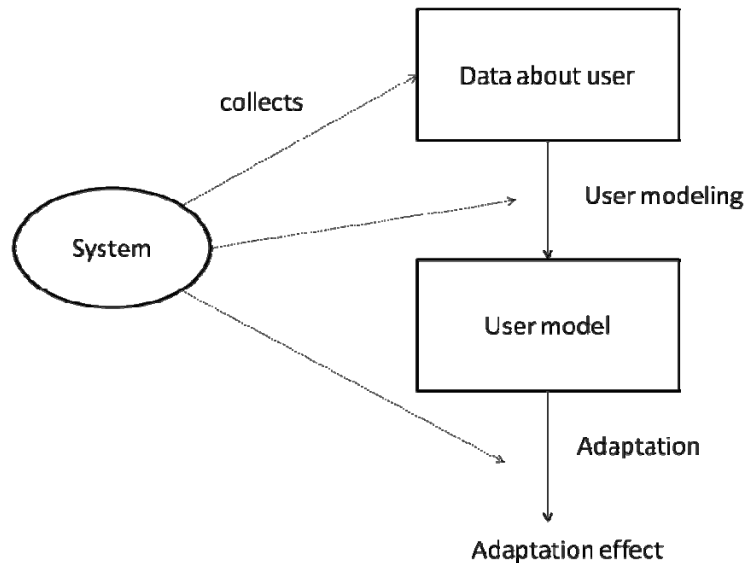 Data about user
collects
User modeling
System
User model
Adaptation
Adaptation effect